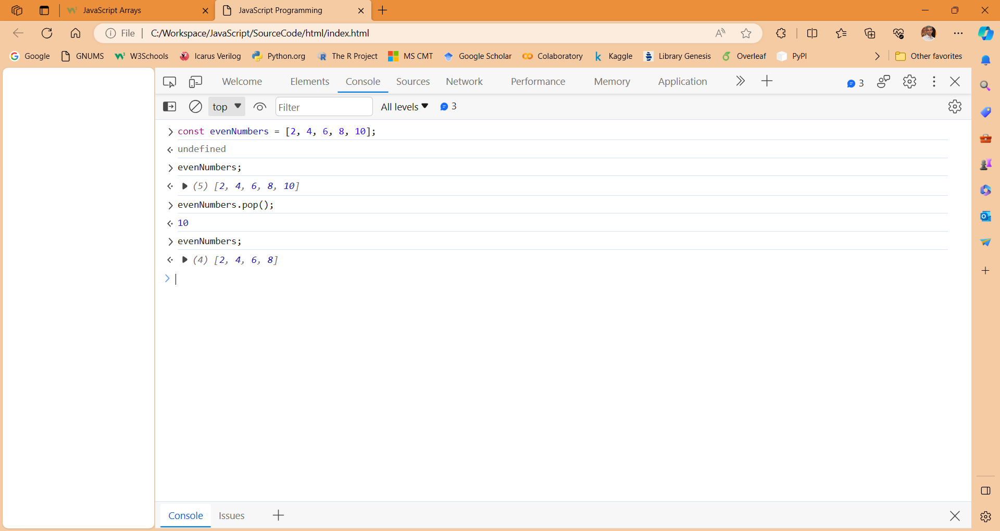 JavaScript Arrays
JavaScript Programming
File
C:/Workspace/JavaScript/SourceCode/html/index.html
Google GNUMS W3Schools Icarus Verilog Python.org The R Project MS CMT Google Scholar Colaboratory Kaggle Library Genesis Overleaf PyPI Other favorites
Welcome Elements Console Sources Network Performance Memory Application 3
top Filter All levels 3
const evenNumbers = [2, 4, 6, 8, 10];
undefined
evenNumbers;
(5) [2, 4, 6, 8, 10]
evenNumbers.pop();
10
evenNumbers;
(4) [2, 4, 6, 8]
Console Issues